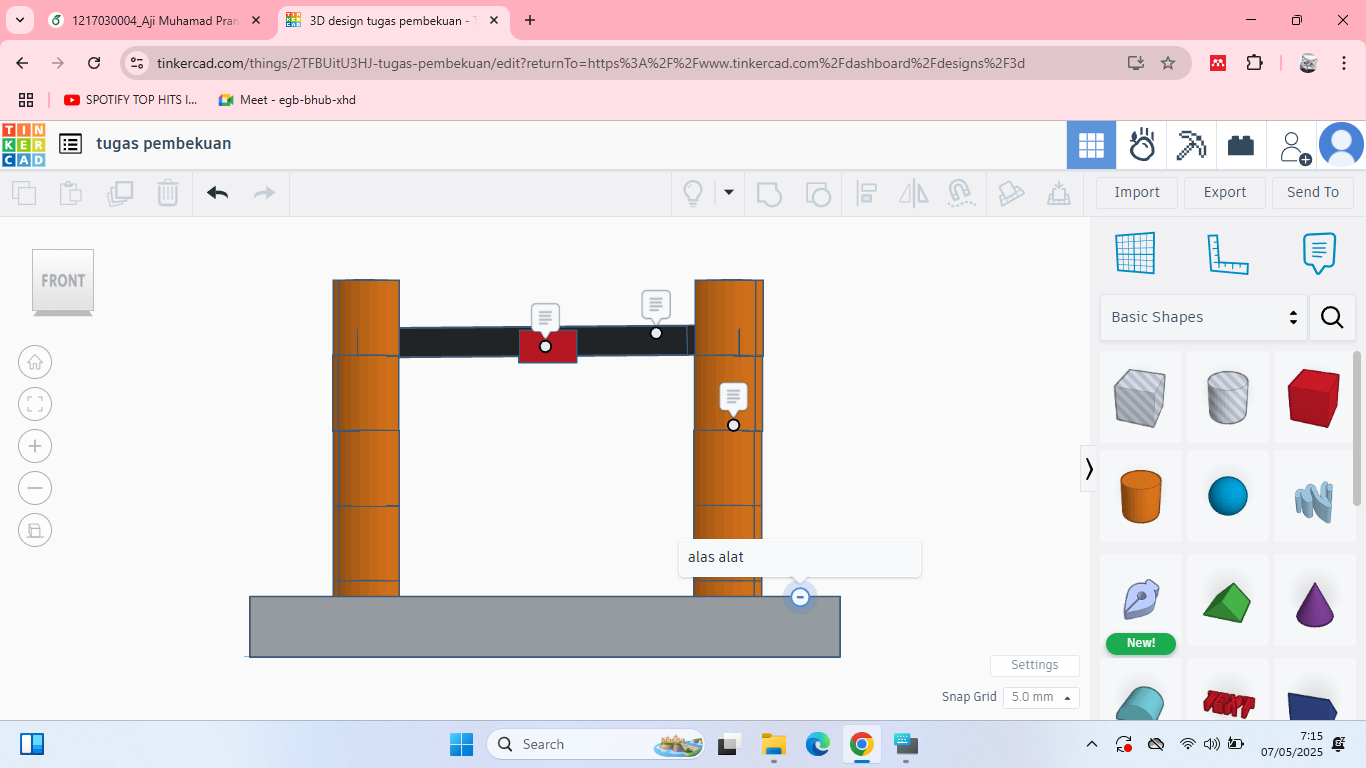 1217030004_Aji Muhamad Pran
3D design tugas pembekuan - T
tinkercad.com/things/2TFBUitU3HJ-tugas-pembekuan/edit?returnTo=https%3A%2F%2Fwww.tinkercad.com%2Fdashboard%2Fdesigns%2F3d
SPOTIFY TOP HITS I...
Meet - egb-bhub-xhd
TIN
KER
CAD
tugas pembekuan
Import
Export
Send To
FRONT
Basic Shapes
alas alat
New!
TEXT
Settings
Snap Grid
5.0 mm
Search
7:15
07/05/2025